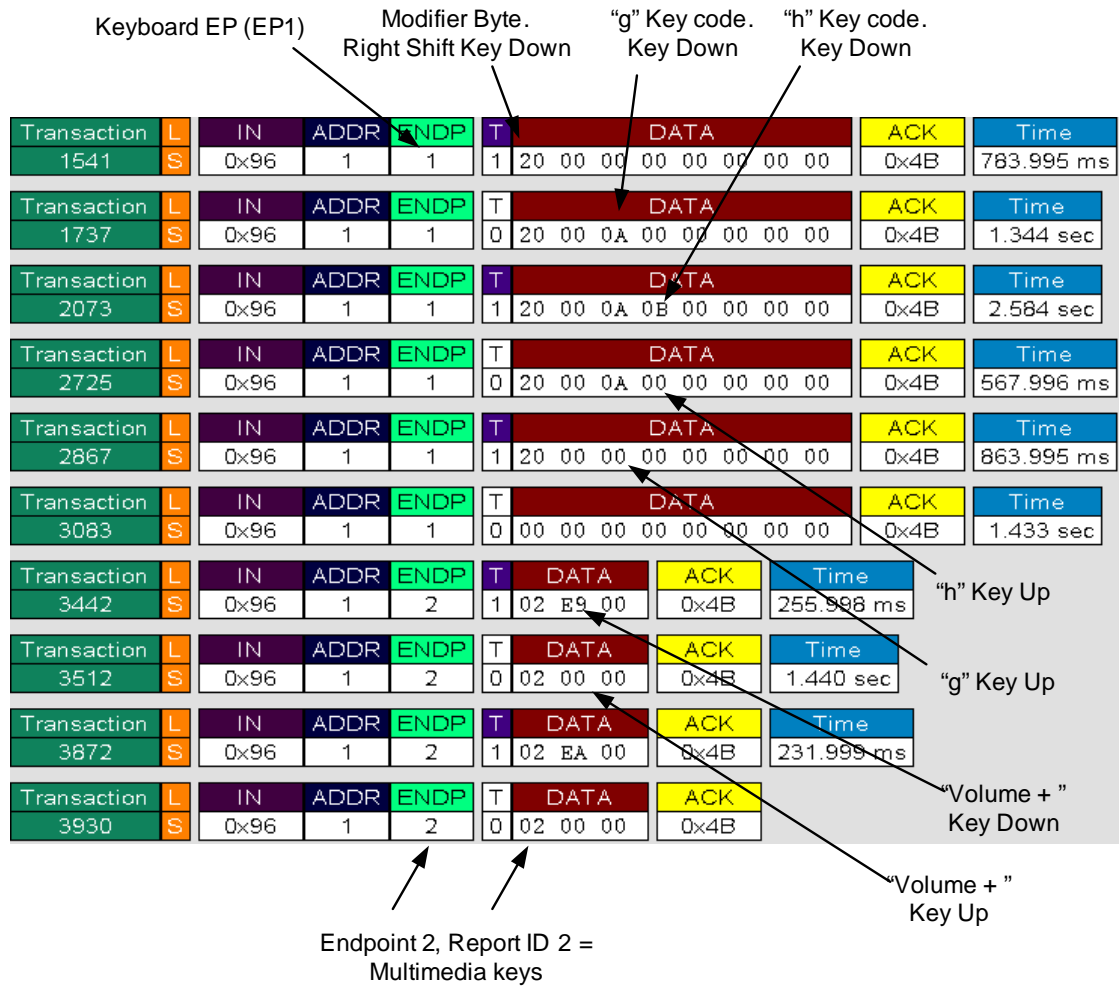 Keyboard EP (EP1)
Modifier Byte.
Right Shift Key Down
“g” Key code.
Key Down
“h” Key code.
Key Down
Transaction L IN ADDR ENDP T DATA ACK Time
1541 S 0x96 1 1 1 20 00 00 00 00 00 00 00 0x4B 783.995 ms
Transaction L IN ADDR ENDP T DATA ACK Time
1737 S 0x96 1 1 0 20 00 0A 00 00 00 00 00 0x4B 1.344 sec
Transaction L IN ADDR ENDP T DATA ACK Time
2073 S 0x96 1 1 1 20 00 0A 0B 00 00 00 00 0x4B 2.584 sec
Transaction L IN ADDR ENDP T DATA ACK Time
2725 S 0x96 1 1 0 20 00 0A 00 00 00 00 00 0x4B 567.996 ms
Transaction L IN ADDR ENDP T DATA ACK Time
2867 S 0x96 1 1 1 20 00 00 00 00 00 00 00 0x4B 863.995 ms
Transaction L IN ADDR ENDP T DATA ACK Time
3083 S 0x96 1 1 0 00 00 00 00 00 00 00 00 0x4B 1.433 sec
Transaction L IN ADDR ENDP T DATA ACK Time
3442 S 0x96 1 2 1 02 E9 00 0x4B 255.998 ms
“h” Key Up
Transaction L IN ADDR ENDP T DATA ACK Time
3512 S 0x96 1 2 0 02 00 00 0x4B 1.440 sec
“g” Key Up
Transaction L IN ADDR ENDP T DATA ACK Time
3872 S 0x96 1 2 1 02 EA 00 0x4B 231.999 ms
Transaction L IN ADDR ENDP T DATA ACK
3930 S 0x96 1 2 0 02 00 00 0x4B
“Volume + ”
Key Down
“Volume + ”
Key Up
Endpoint 2, Report ID 2 =
Multimedia keys